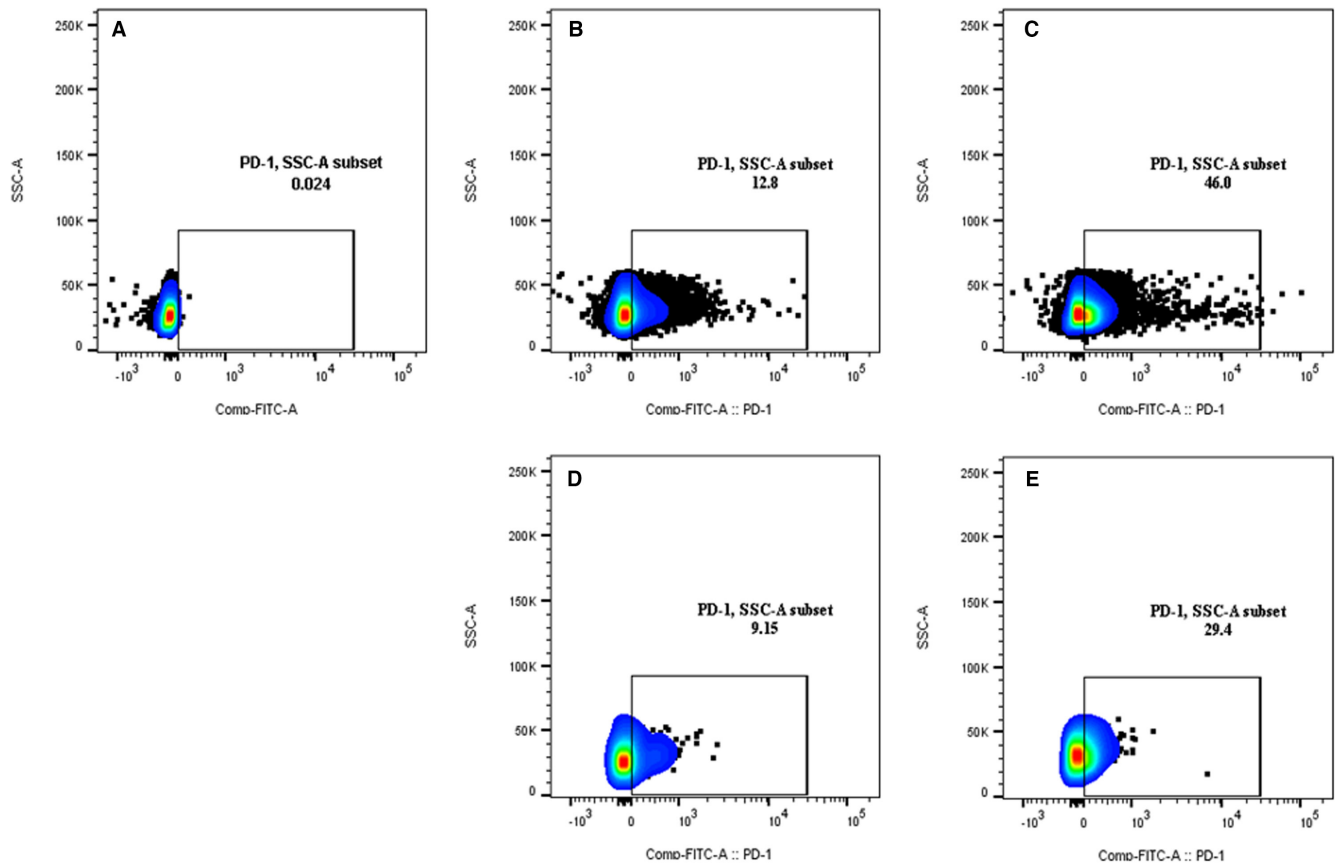 A
250K
200K
150K
100K
50K
0
SSC-A
PD-1, SSC-A subset
0.024
-10³ 0 10³ 10⁴ 10⁵
Comp-FITC-A
B
250K
200K
150K
100K
50K
0
SSC-A
PD-1, SSC-A subset
12.8
-10³ 0 10³ 10⁴ 10⁵
Comp-FITC-A :: PD-1
C
250K
200K
150K
100K
50K
0
SSC-A
PD-1, SSC-A subset
46.0
-10³ 0 10³ 10⁴ 10⁵
Comp-FITC-A :: PD-1
D
250K
200K
150K
100K
50K
0
SSC-A
PD-1, SSC-A subset
9.15
-10³ 0 10³ 10⁴ 10⁵
Comp-FITC-A :: PD-1
E
250K
200K
150K
100K
50K
0
SSC-A
PD-1, SSC-A subset
29.4
-10³ 0 10³ 10⁴ 10⁵
Comp-FITC-A :: PD-1